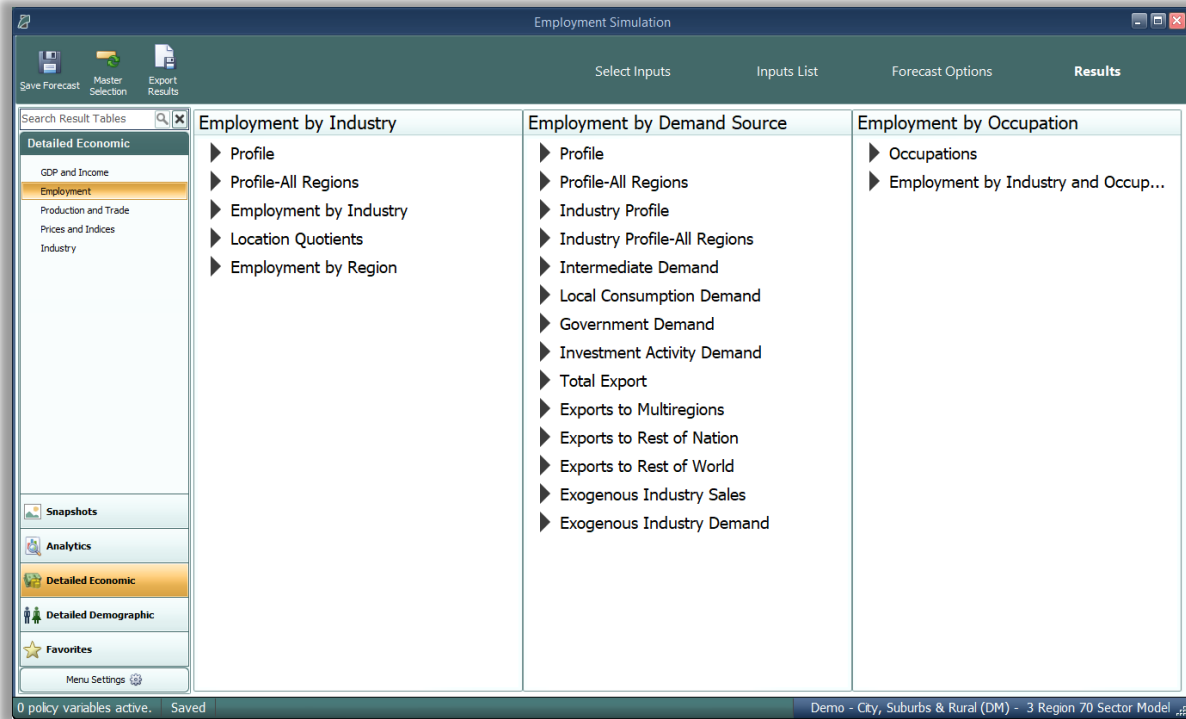 Employment Simulation
Save Forecast
Master
Selection
Export
Results
Select Inputs
Inputs List
Forecast Options
Results
Search Result Tables
Detailed Economic
GDP and Income
Employment
Production and Trade
Prices and Indices
Industry
Snapshots
Analytics
Detailed Economic
Detailed Demographic
Favorites
Menu Settings
Employment by Industry
Profile
Profile-All Regions
Employment by Industry
Location Quotients
Employment by Region
Employment by Demand Source
Profile
Profile-All Regions
Industry Profile
Industry Profile-All Regions
Intermediate Demand
Local Consumption Demand
Government Demand
Investment Activity Demand
Total Export
Exports to Multiregions
Exports to Rest of Nation
Exports to Rest of World
Exogenous Industry Sales
Exogenous Industry Demand
Employment by Occupation
Occupations
Employment by Industry and Occup...
0 policy variables active. Saved
Demo - City, Suburbs & Rural (DM) - 3 Region 70 Sector Model